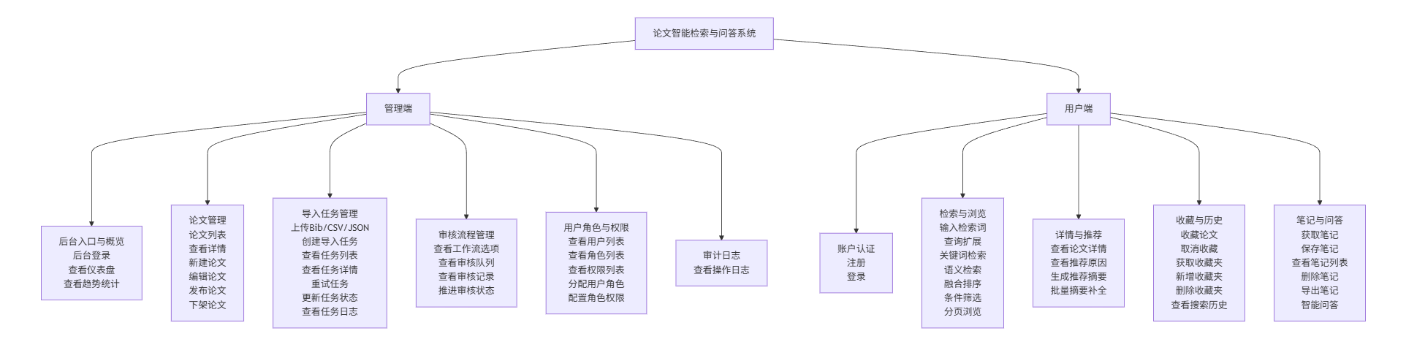 论文智能检索与问答系统
管理端
用户端
后台入口与概览
后台登录
查看仪表盘
查看趋势统计
论文管理
论文列表
查看详情
新建论文
编辑论文
发布论文
下架论文
导入任务管理
上传Bib/CSV/JSON
创建导入任务
查看任务列表
查看任务详情
重试任务
更新任务状态
查看任务日志
审核流程管理
查看工作流选项
查看审核队列
查看审核记录
推进审核状态
用户角色与权限
查看用户列表
查看角色列表
查看权限列表
分配用户角色
配置角色权限
审计日志
查看操作日志
账户认证
注册
登录
检索与浏览
输入检索词
查询扩展
关键词检索
语义检索
融合排序
条件筛选
分页浏览
详情与推荐
查看论文详情
查看推荐原因
生成推荐摘要
批量摘要补全
收藏与历史
收藏论文
取消收藏
获取收藏夹
新增收藏夹
删除收藏夹
查看搜索历史
笔记与问答
获取笔记
保存笔记
查看笔记列表
删除笔记
导出笔记
智能问答